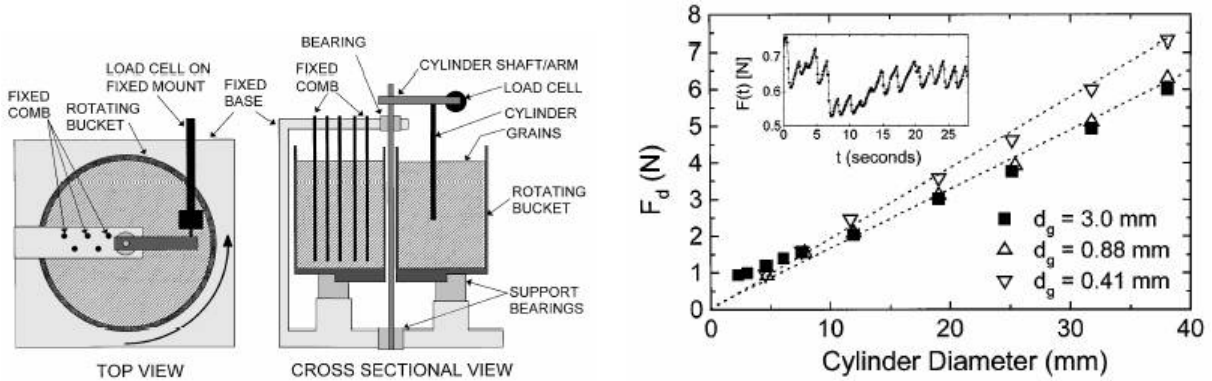 LOAD CELL ON
FIXED MOUNT
FIXED
COMB
ROTATING
BUCKET
FIXED
BASE
TOP VIEW
BEARING
FIXED
COMB
CYLINDER SHAFT/ARM
LOAD CELL
CYLINDER
GRAINS
ROTATING
BUCKET
SUPPORT
BEARINGS
CROSS SECTIONAL VIEW
F_d (N)
8
7
6
5
4
3
2
1
0
F(t) [N]
0.7
0.6
0.5
0 5 10 15 20 25
t (seconds)
d_g = 3.0 mm
d_g = 0.88 mm
d_g = 0.41 mm
0 10 20 30 40
Cylinder Diameter (mm)